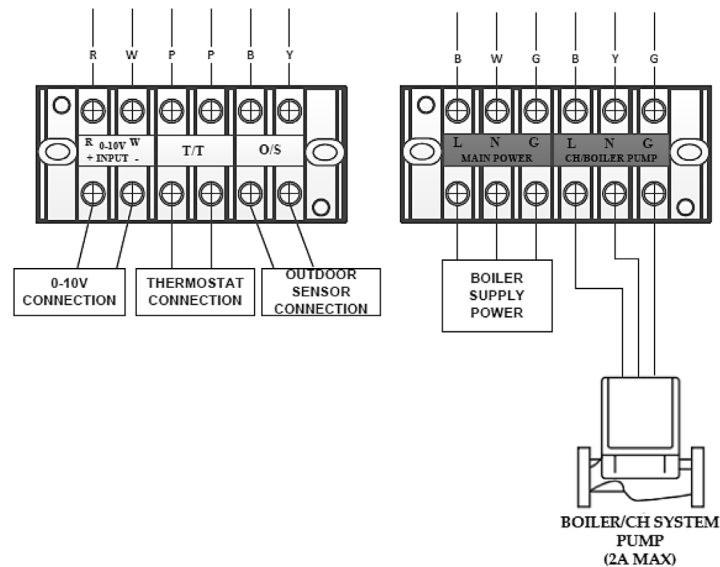 R W P P B Y
B W G B Y G
R 0-10V W
+ INPUT -
T/T
O/S
L N G L N G
MAIN POWER CH/BOILER PUMP
0-10V
CONNECTION
THERMOSTAT
CONNECTION
OUTDOOR
SENSOR
CONNECTION
BOILER
SUPPLY
POWER
BOILER/CH SYSTEM
PUMP
(2A MAX)